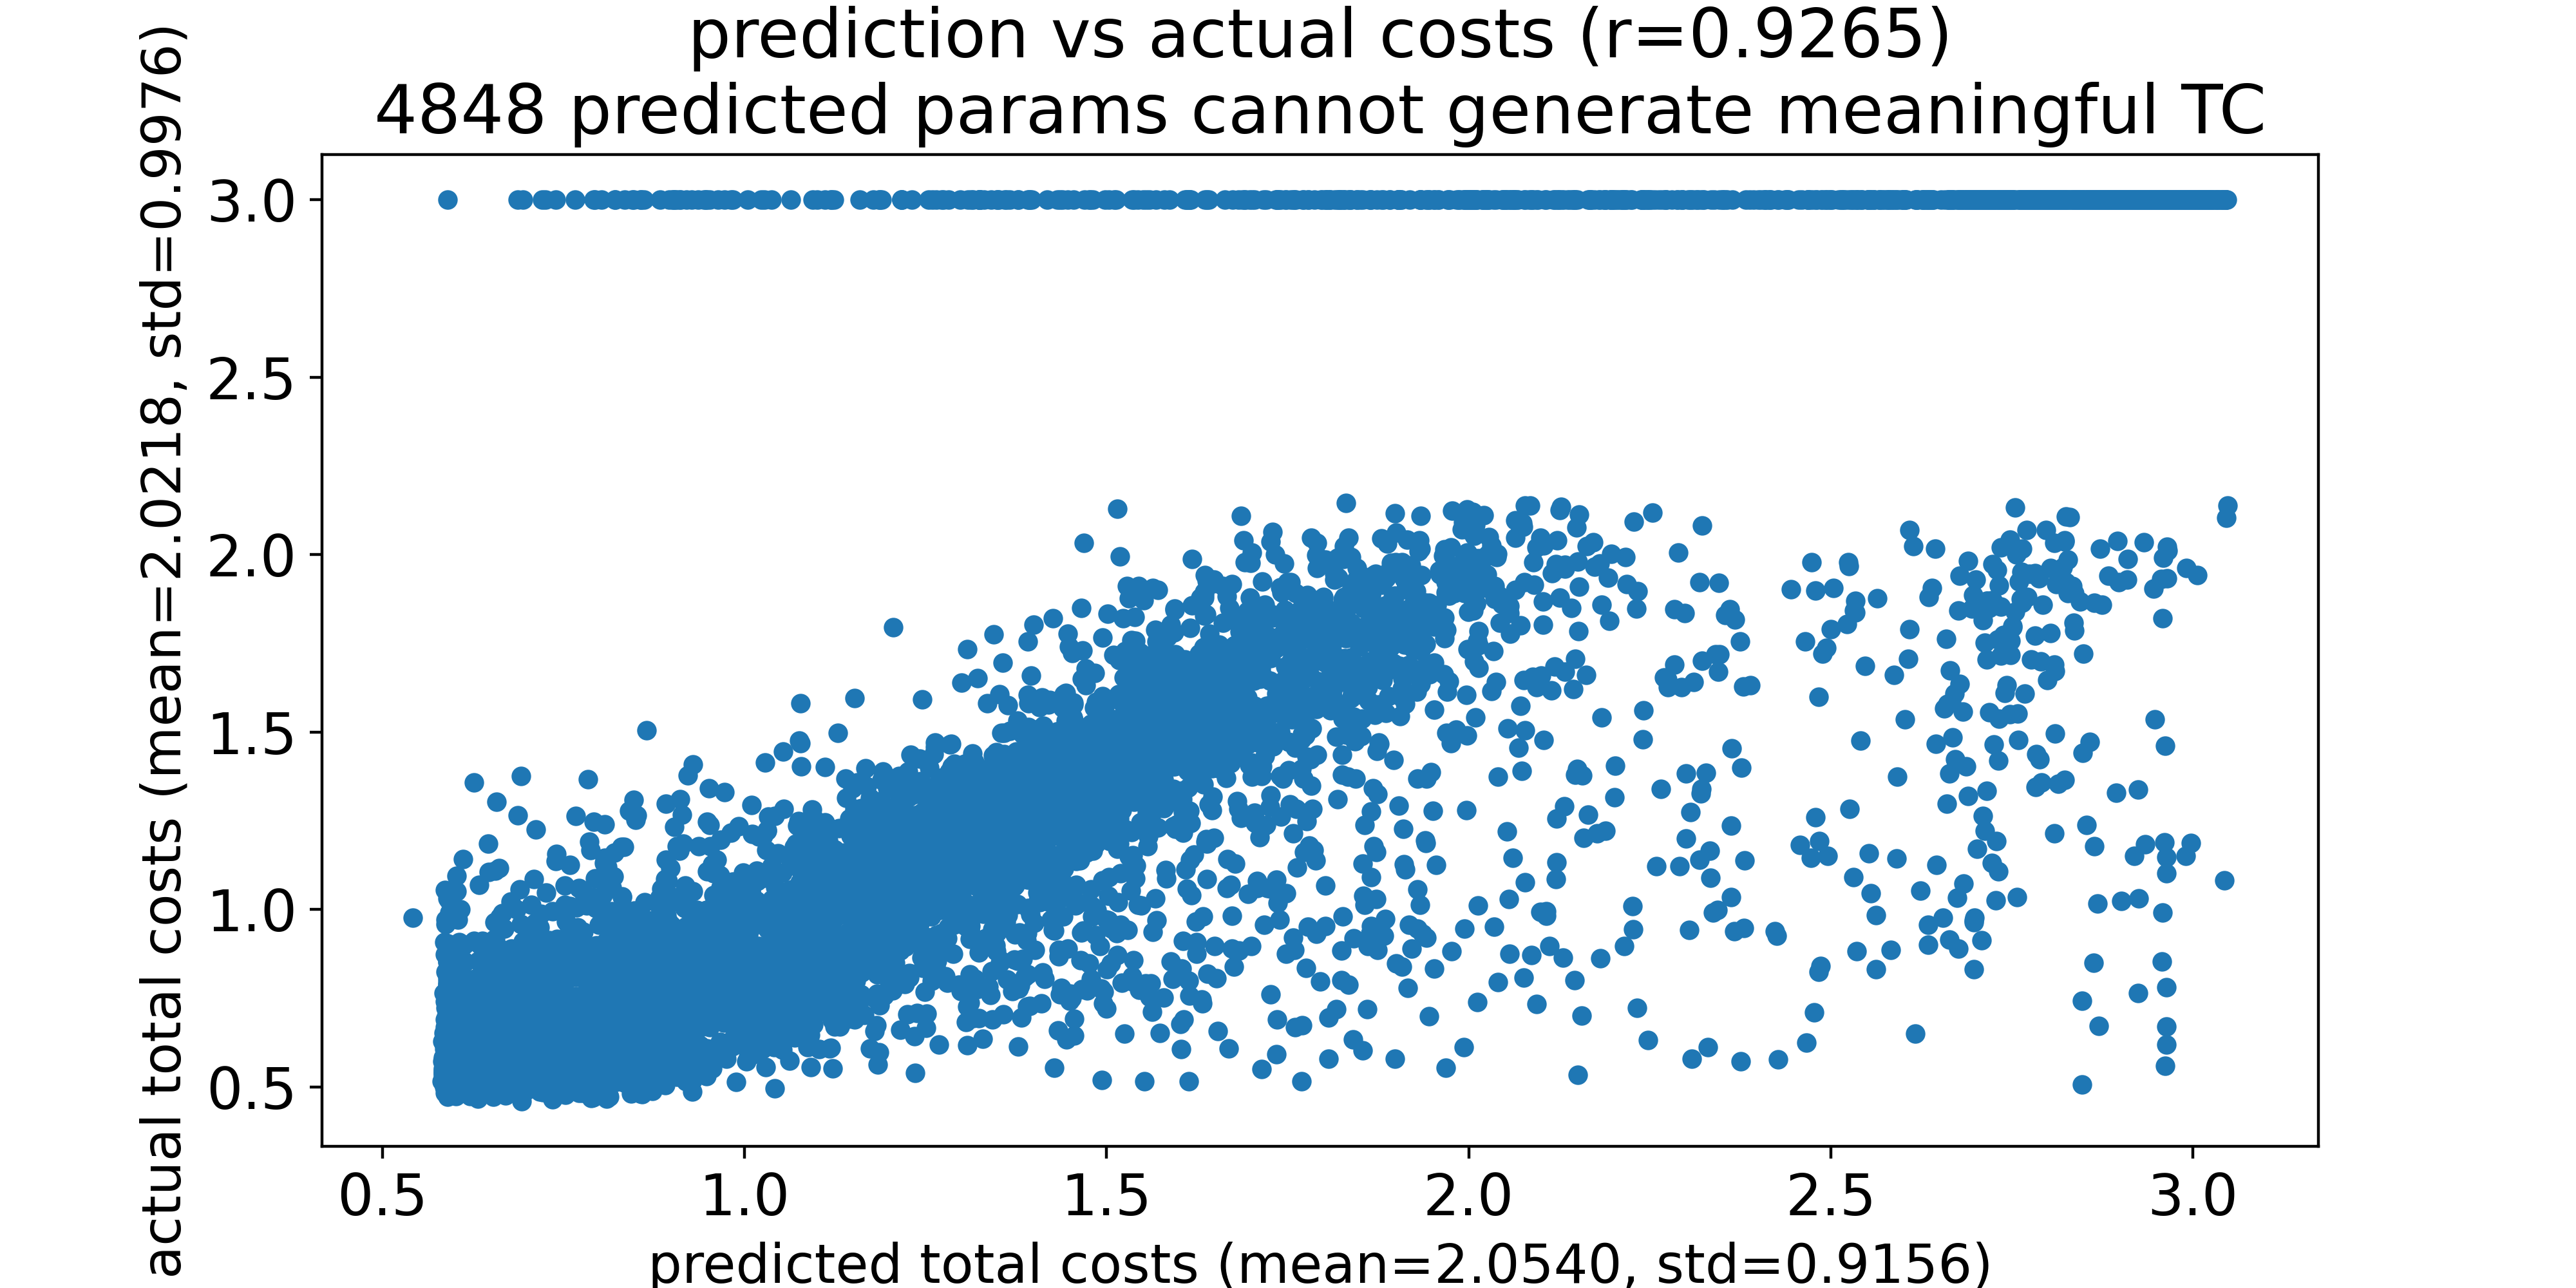 prediction vs actual costs (r=0.9265)
4848 predicted params cannot generate meaningful TC
actual total costs (mean=2.0218, std=0.9976)
3.0
2.5
2.0
1.5
1.0
0.5
0.5 1.0 1.5 2.0 2.5 3.0
predicted total costs (mean=2.0540, std=0.9156)